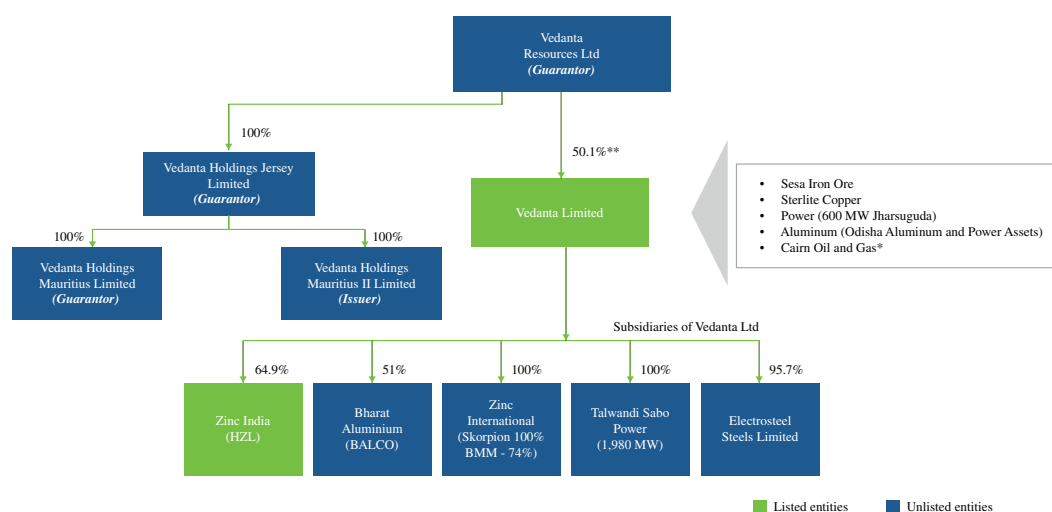 Vedanta
Resources Ltd
(Guarantor)
100%
50.1%**
Vedanta Holdings Jersey
Limited
(Guarantor)
Vedanta Limited
• Sesa Iron Ore
• Sterlite Copper
• Power (600 MW Jharsuguda)
• Aluminum (Odisha Aluminum and Power Assets)
• Cairn Oil and Gas*
100%
100%
Vedanta Holdings
Mauritius Limited
(Guarantor)
Vedanta Holdings
Mauritius II Limited
(Issuer)
Subsidiaries of Vedanta Ltd
64.9%
51%
100%
100%
95.7%
Zinc India
(HZL)
Bharat
Aluminium
(BALCO)
Zinc
International
(Skorpion 100%
BMM - 74%)
Talwandi Sabo
Power
(1,980 MW)
Electrosteel
Steels Limited
Listed entities
Unlisted entities